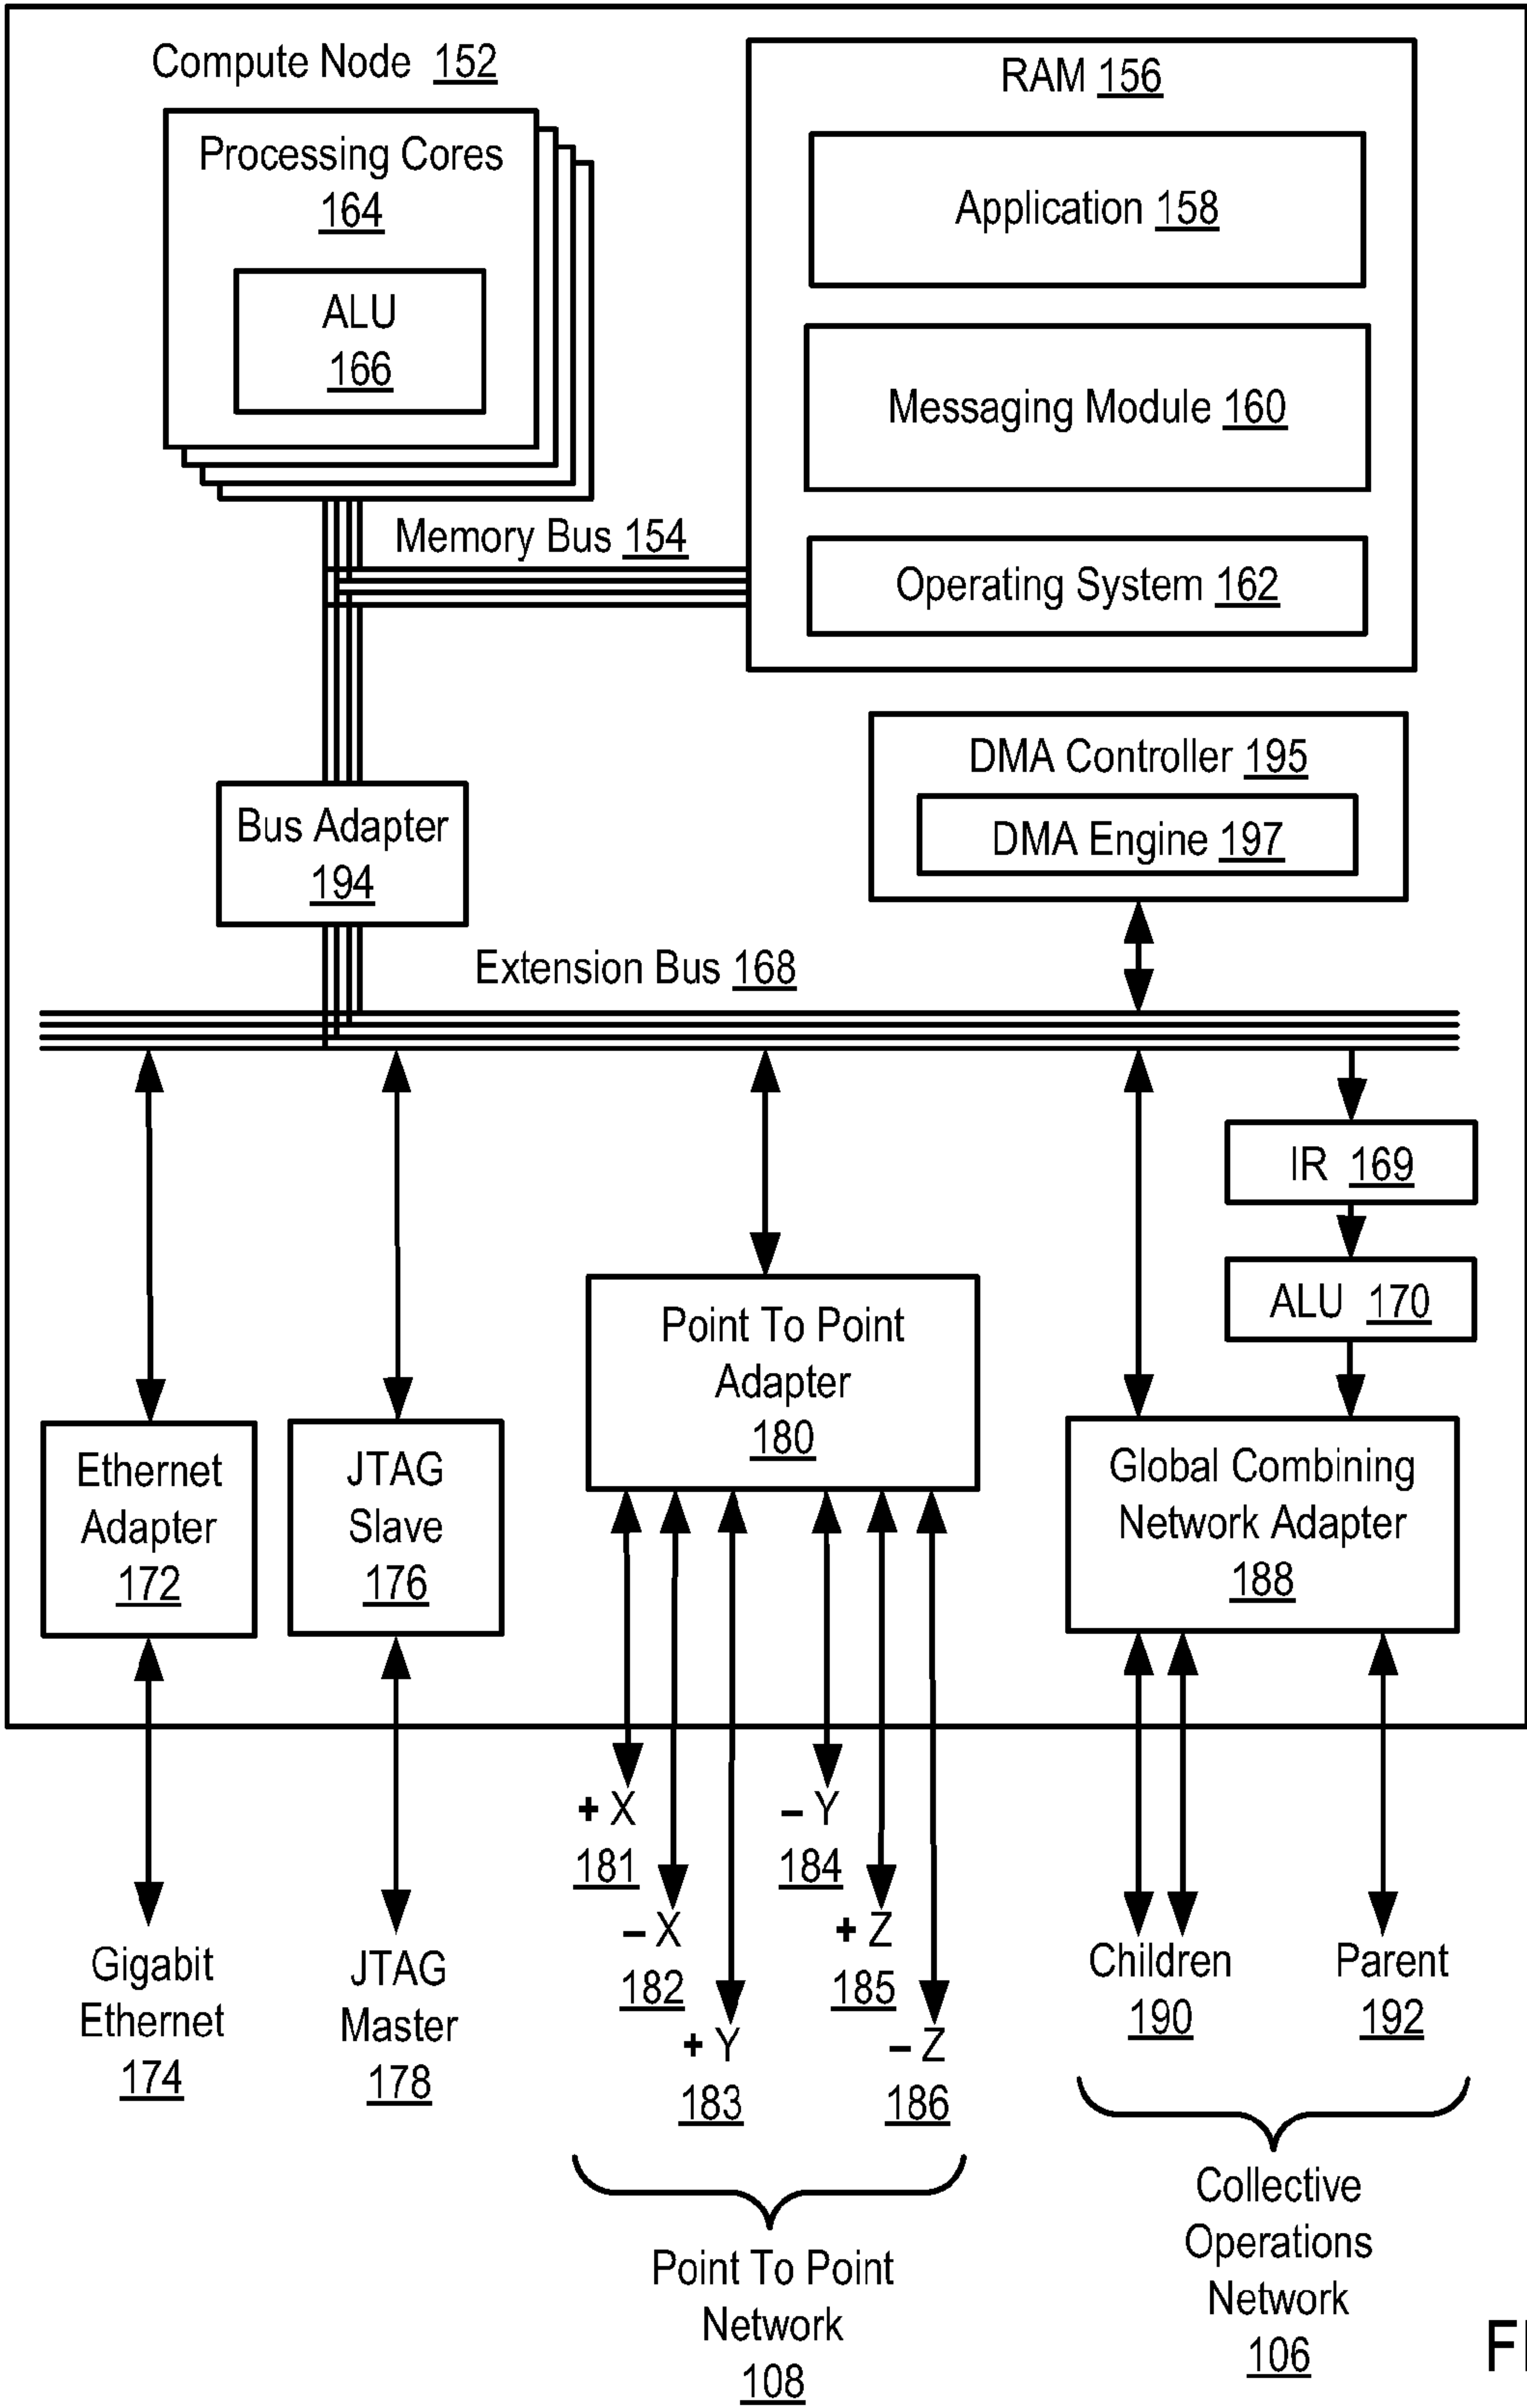 Compute Node 152
Processing Cores
164
ALU
166
RAM 156
Application 158
Messaging Module 160
Operating System 162
Memory Bus 154
DMA Controller 195
DMA Engine 197
Bus Adapter
194
Extension Bus 168
IR 169
ALU 170
Point To Point
Adapter
180
Ethernet
Adapter
172
JTAG
Slave
176
Global Combining
Network Adapter
188
+ X
181
– X
182
+ Y
183
– Y
184
+ Z
185
– Z
186
Gigabit
Ethernet
174
JTAG
Master
178
Children
190
Parent
192
Point To Point
Network
108
Collective
Operations
Network
106